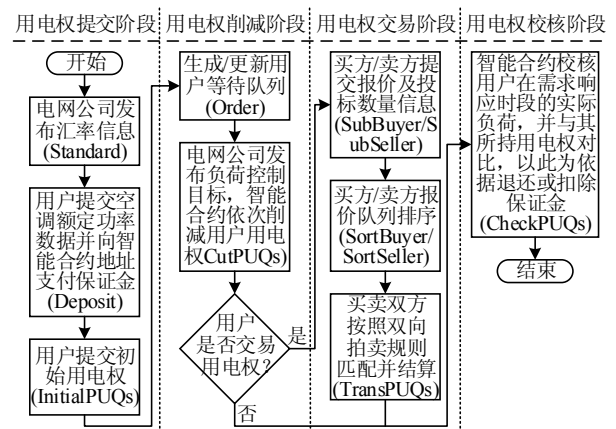 用电权提交阶段
开始
电网公司发
布汇率信息
(Standard)
用户提交空
调额定功率
数据并向智
能合约地址
支付保证金
(Deposit)
用户提交初
始用电权
(InitialPUQs)
用电权削减阶段
生成/更新用
户等待队列
(Order)
电网公司发
布负荷控制
目标，智能
合约依次削
减用户用电
权CutPUQs)
用户
是否交易
用电权？
是
否
用电权交易阶段
买方/卖方提
交报价及投
标数量信息
(SubBuyer/S
ubSeller)
买方/卖方报
价队列排序
(SortBuyer/
SortSeller)
买卖双方
按照双向
拍卖规则
匹配并结算
(TransPUQs)
用电权校核阶段
智能合约校核
用户在需求响
应时段的实际
负荷，并与其
所持用电权对
比，以此为依
据退还或扣除
保证金
(CheckPUQs)
结束